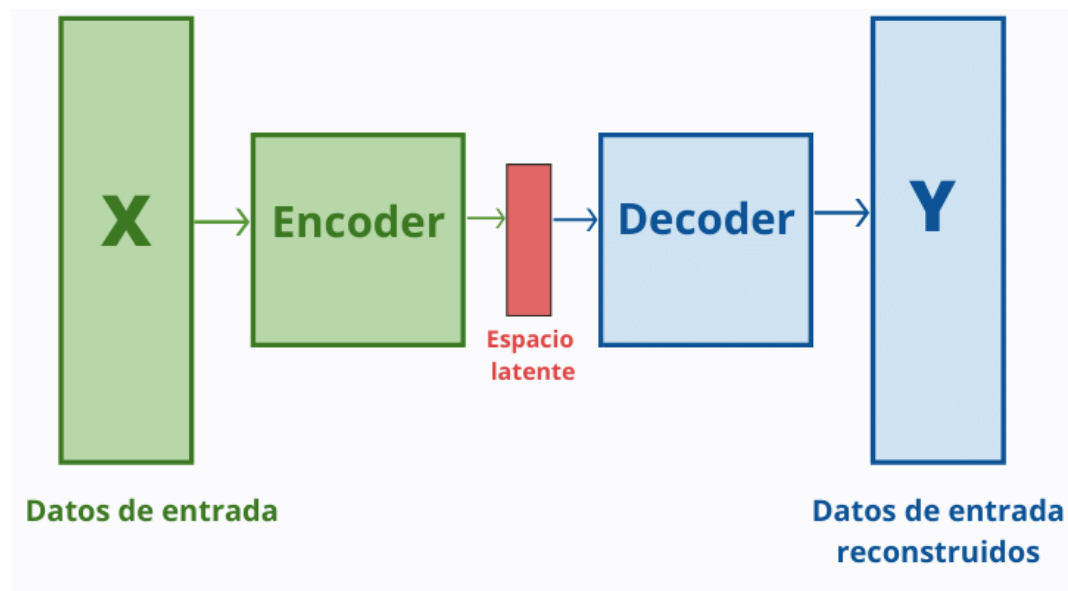 X
Encoder
Espacio
latente
Decoder
Y
Datos de entrada
Datos de entrada
reconstruidos